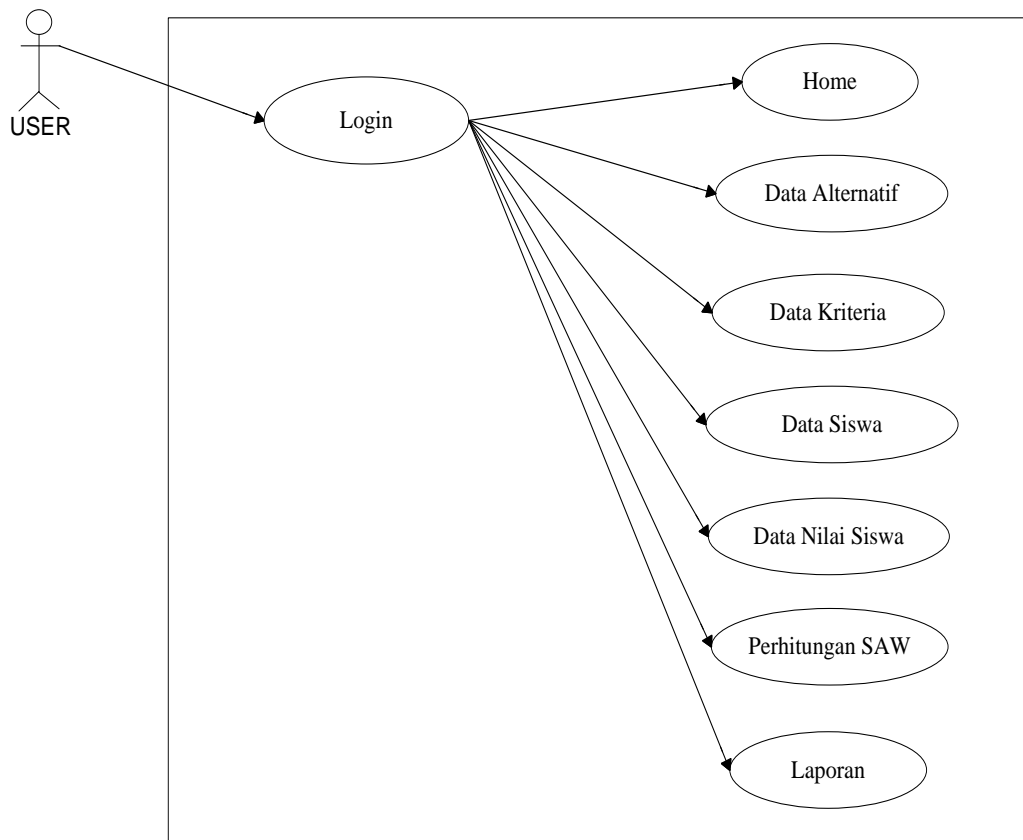 USER
Login
Home
Data Alternatif
Data Kriteria
Data Siswa
Data Nilai Siswa
Perhitungan SAW
Laporan